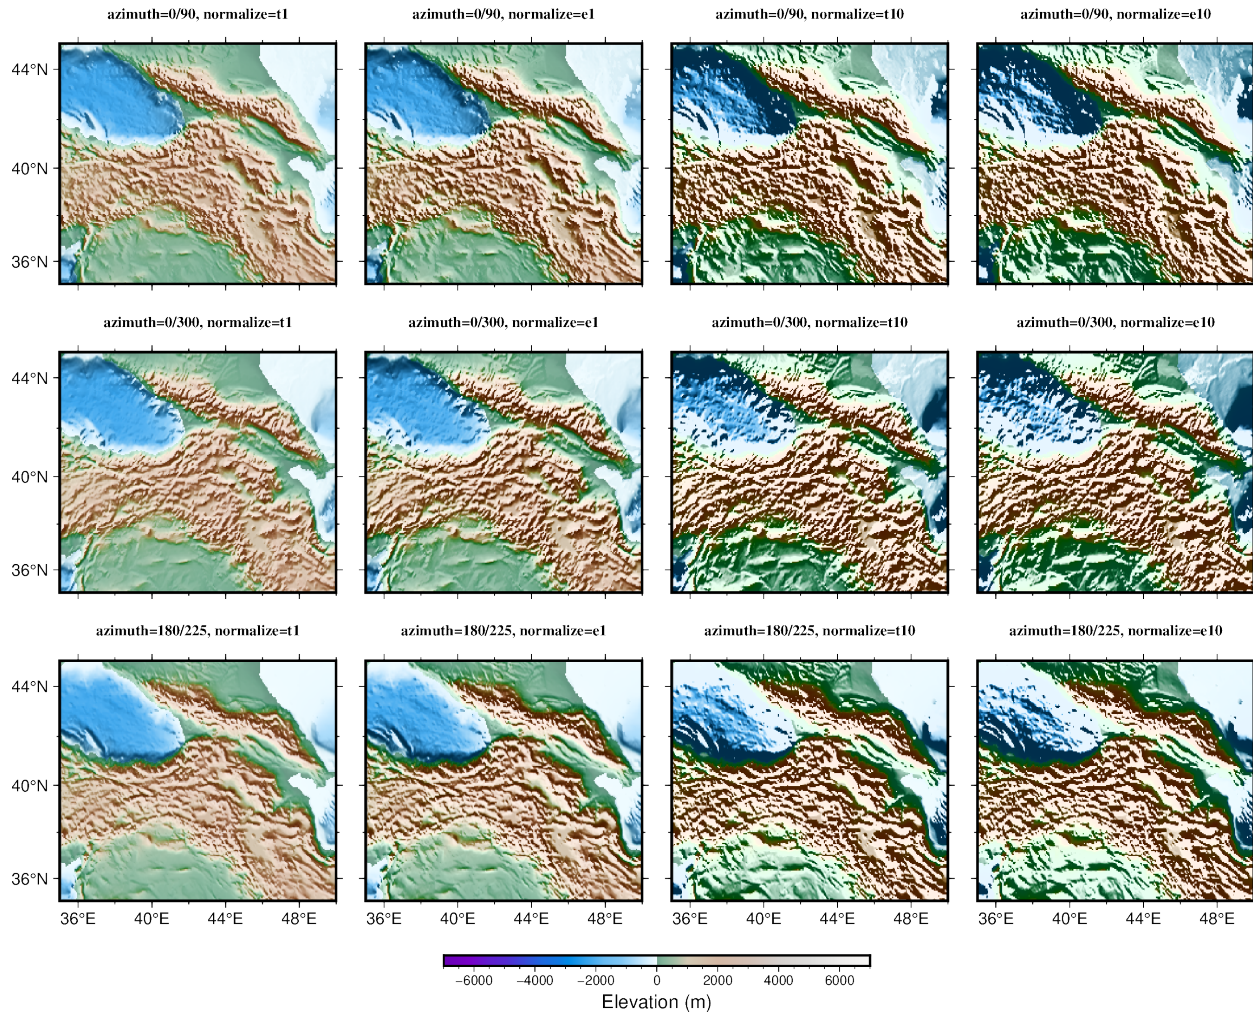 azimuth=0/90, normalize=t1 azimuth=0/90, normalize=e1 azimuth=0/90, normalize=t10 azimuth=0/90, normalize=e10
44°N
40°N
36°N
azimuth=0/300, normalize=t1 azimuth=0/300, normalize=e1 azimuth=0/300, normalize=t10 azimuth=0/300, normalize=e10
44°N
40°N
36°N
azimuth=180/225, normalize=t1 azimuth=180/225, normalize=e1 azimuth=180/225, normalize=t10 azimuth=180/225, normalize=e10
44°N
40°N
36°N
36°E 40°E 44°E 48°E 36°E 40°E 44°E 48°E 36°E 40°E 44°E 48°E 36°E 40°E 44°E 48°E
−6000 −4000 −2000 0 2000 4000 6000
Elevation (m)